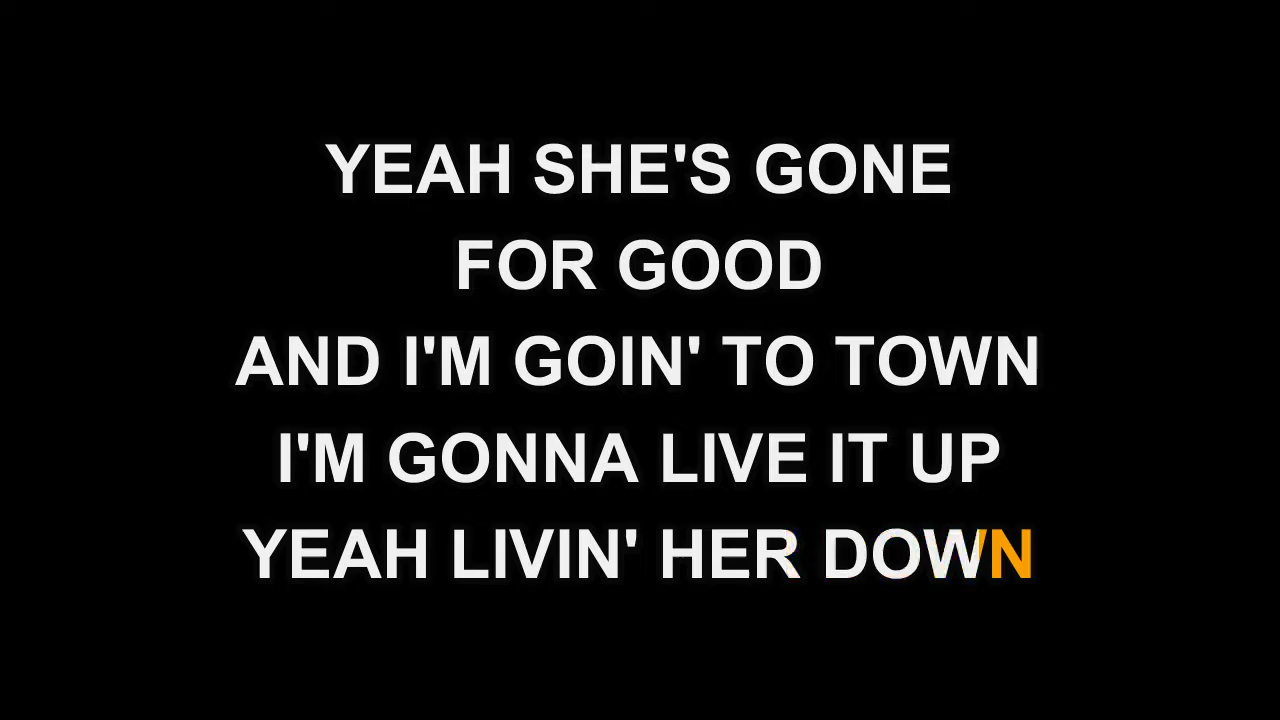 YEAH SHE'S GONE
FOR GOOD
AND I'M GOIN' TO TOWN
I'M GONNA LIVE IT UP
YEAH LIVIN' HER DOWN